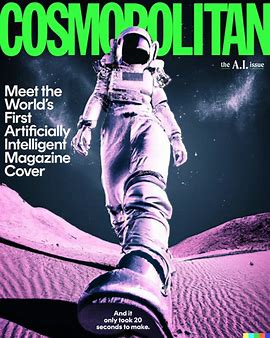 COSMOPOLITAN
the A.I. issue
Meet the
World's
First
Artificially
Intelligent
Magazine
Cover
And it
only took 20
seconds to make.